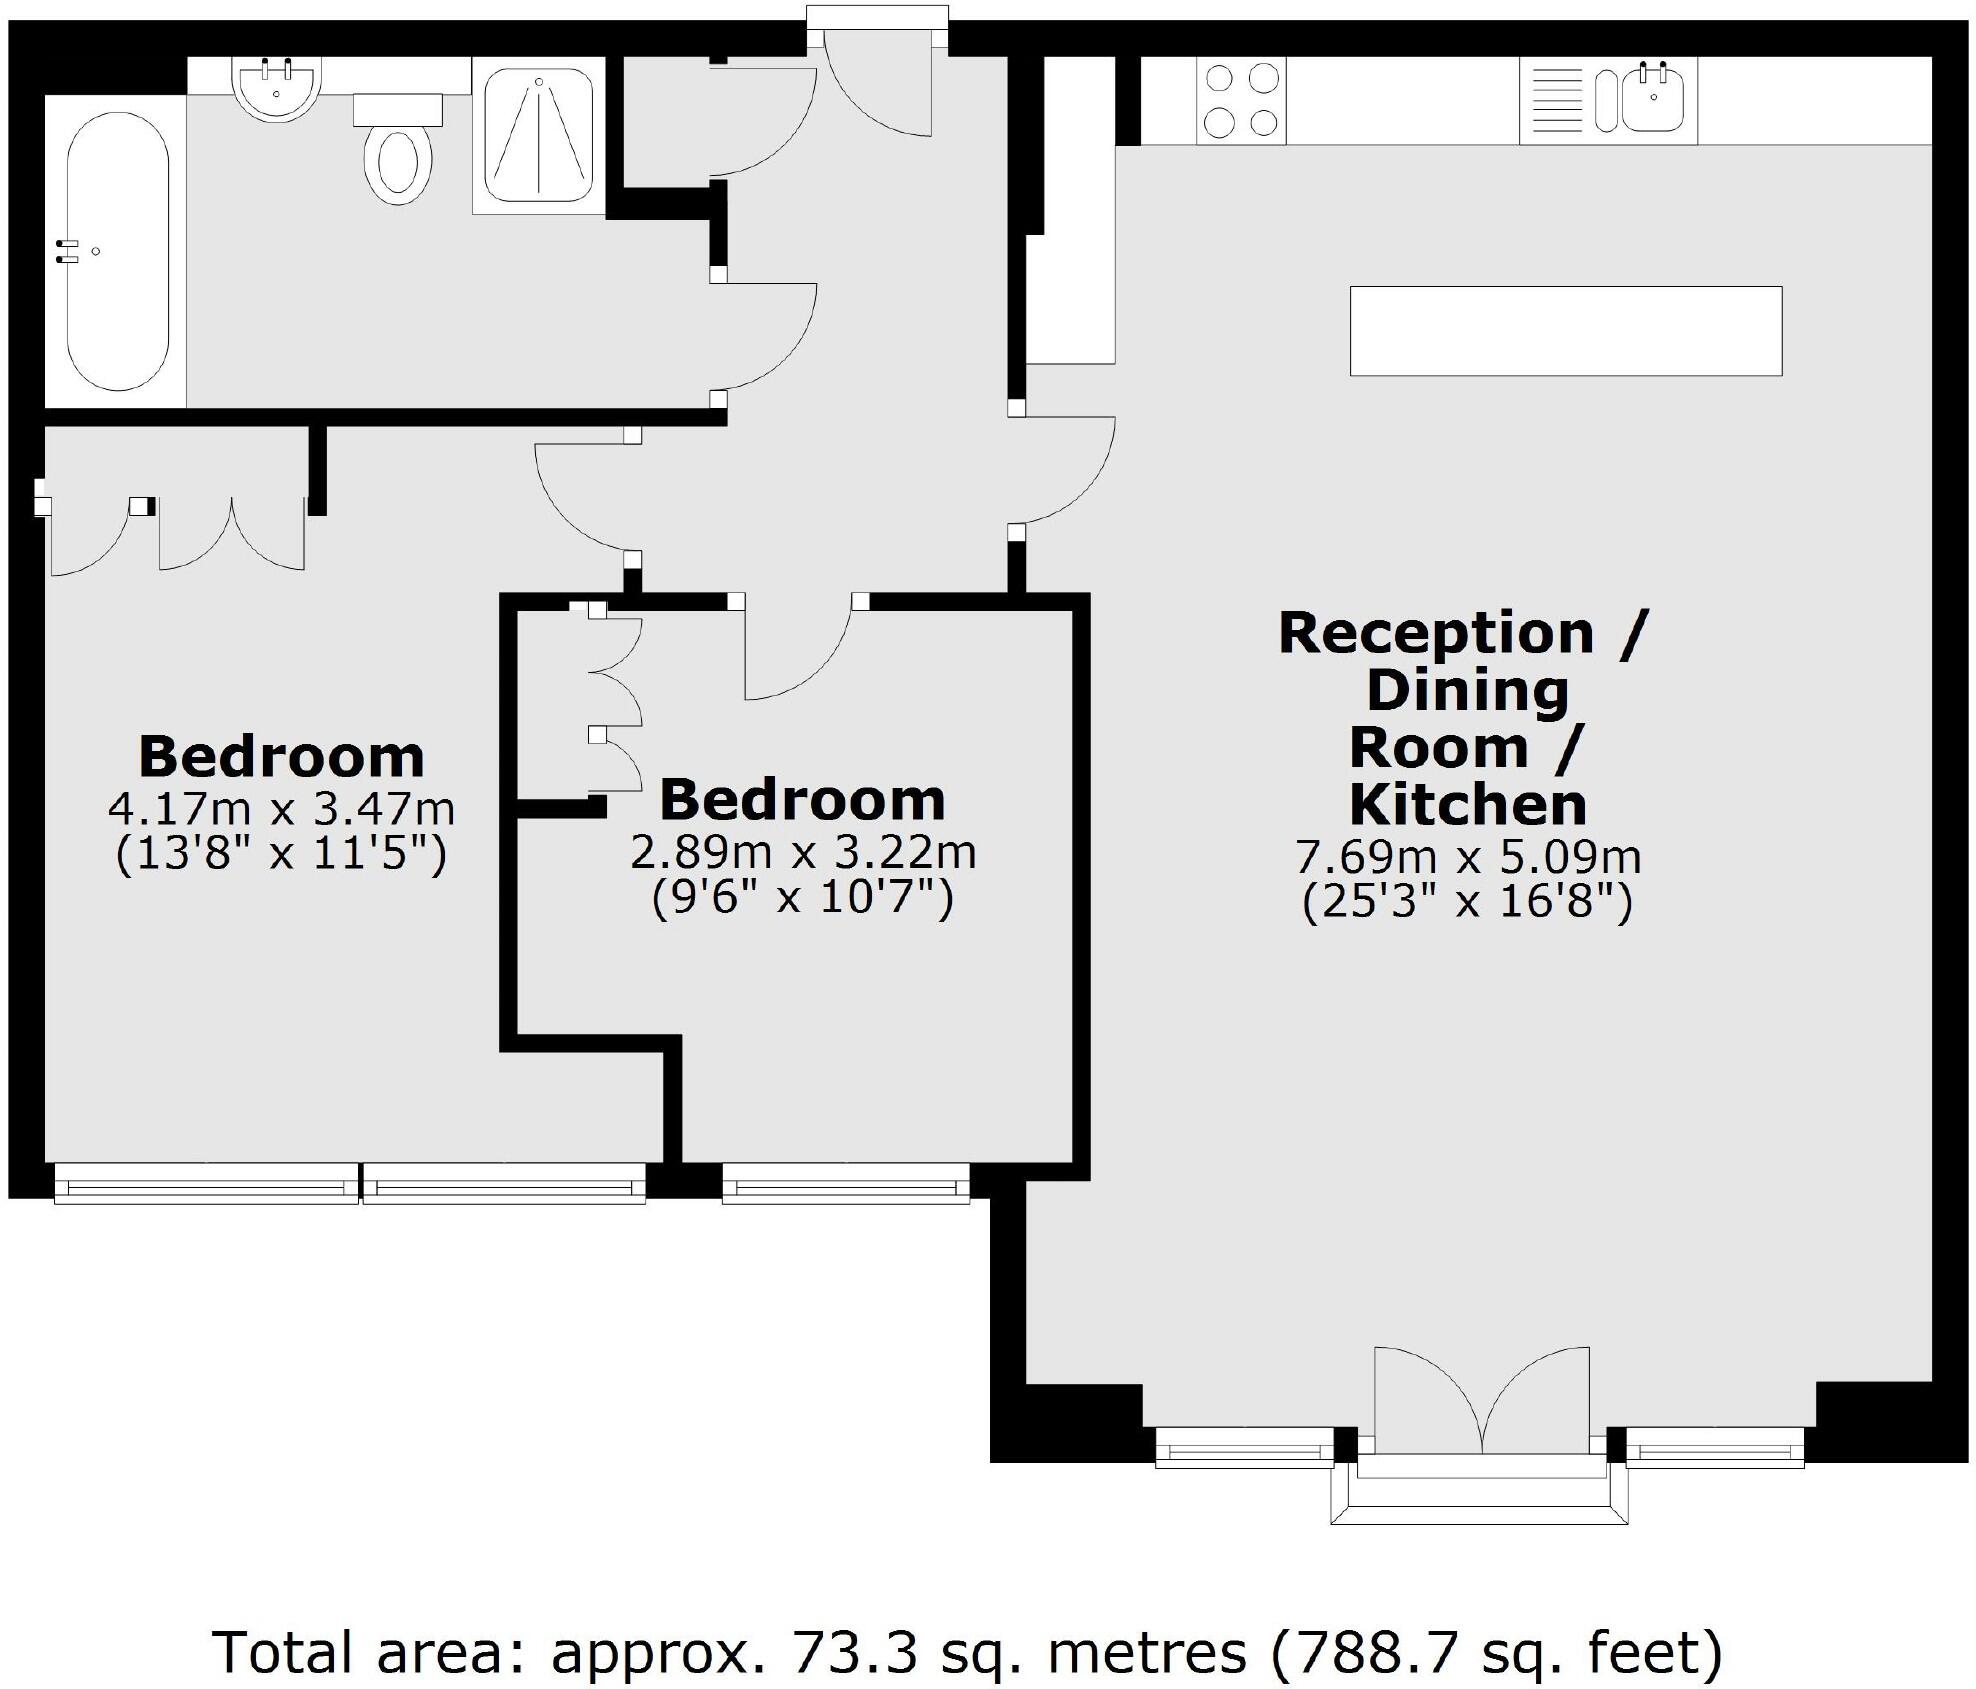 Bedroom
4.17m x 3.47m
(13'8" x 11'5")
Bedroom
2.89m x 3.22m
(9'6" x 10'7")
Reception /
Dining
Room /
Kitchen
7.69m x 5.09m
(25'3" x 16'8")
Total area: approx. 73.3 sq. metres (788.7 sq. feet)